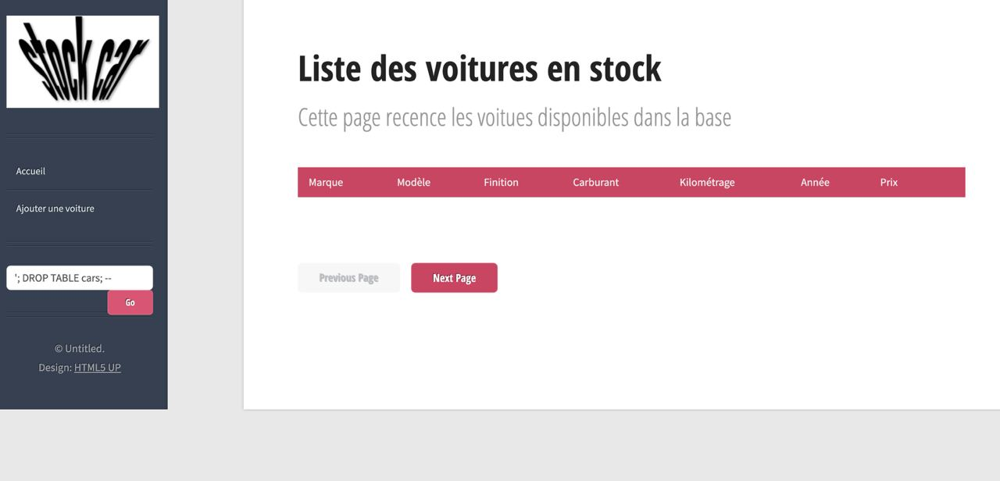 stock car
Accueil
Ajouter une voiture
'; DROP TABLE cars; --
Go
© Untitled.
Design: HTML5 UP
Liste des voitures en stock
Cette page recence les voitues disponibles dans la base
Marque Modèle Finition Carburant Kilométrage Année Prix
Previous Page Next Page